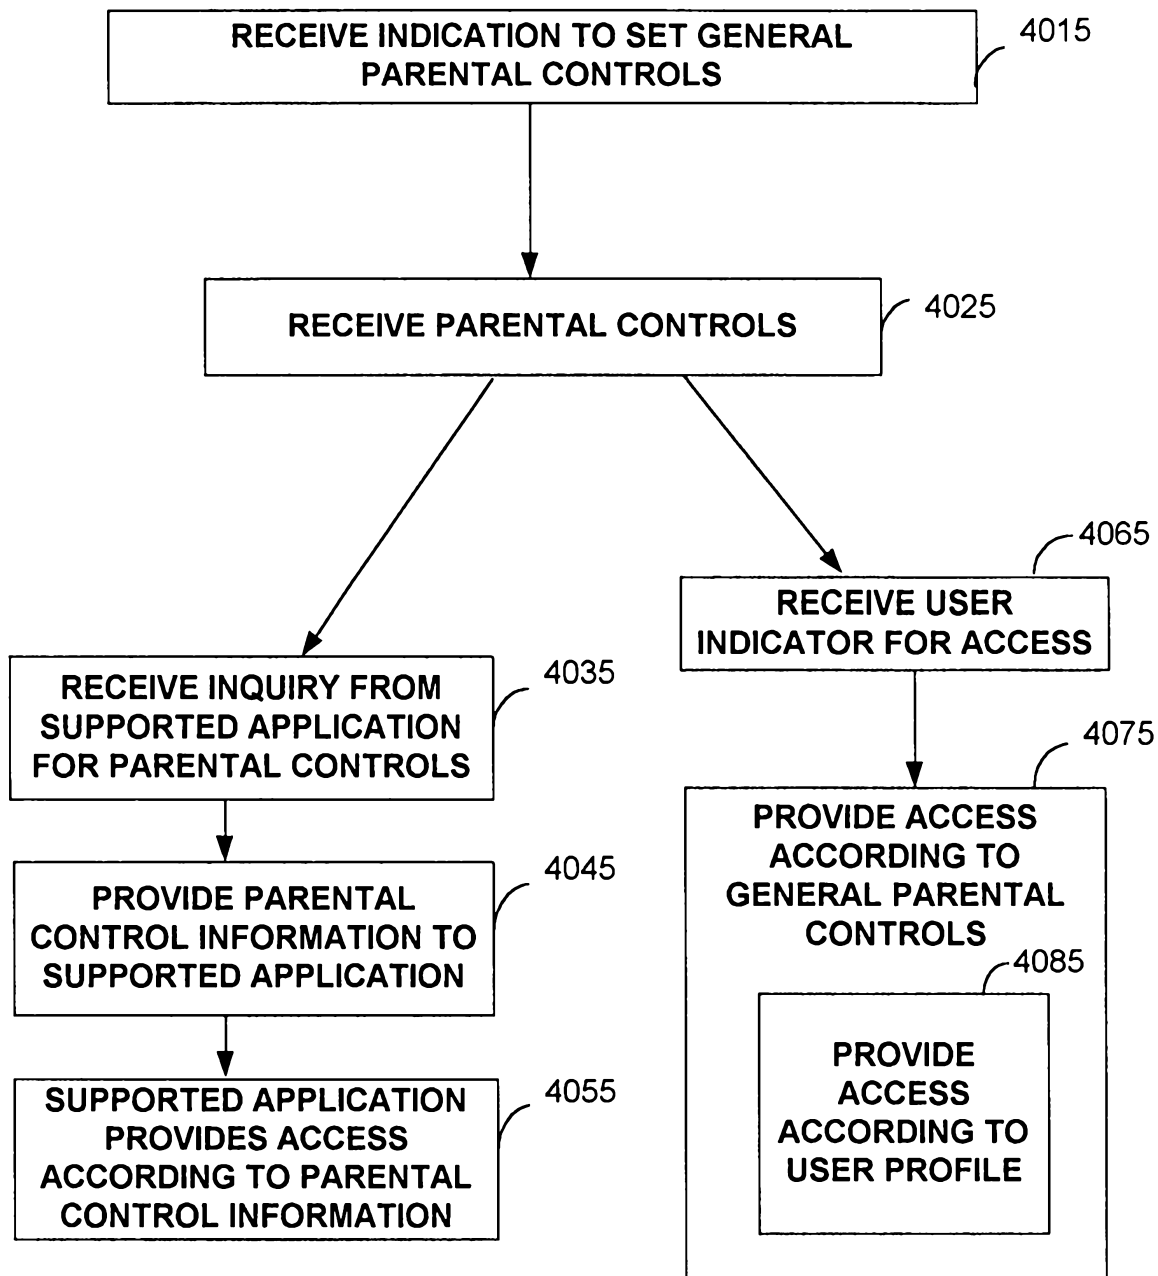 RECEIVE INDICATION TO SET GENERAL
PARENTAL CONTROLS
4015
RECEIVE PARENTAL CONTROLS
4025
4065
RECEIVE USER
INDICATOR FOR ACCESS
RECEIVE INQUIRY FROM
SUPPORTED APPLICATION
FOR PARENTAL CONTROLS
4035
4075
PROVIDE ACCESS
ACCORDING TO
GENERAL PARENTAL
CONTROLS
PROVIDE PARENTAL
CONTROL INFORMATION TO
SUPPORTED APPLICATION
4045
4085
PROVIDE
ACCESS
ACCORDING TO
USER PROFILE
SUPPORTED APPLICATION
PROVIDES ACCESS
ACCORDING TO PARENTAL
CONTROL INFORMATION
4055